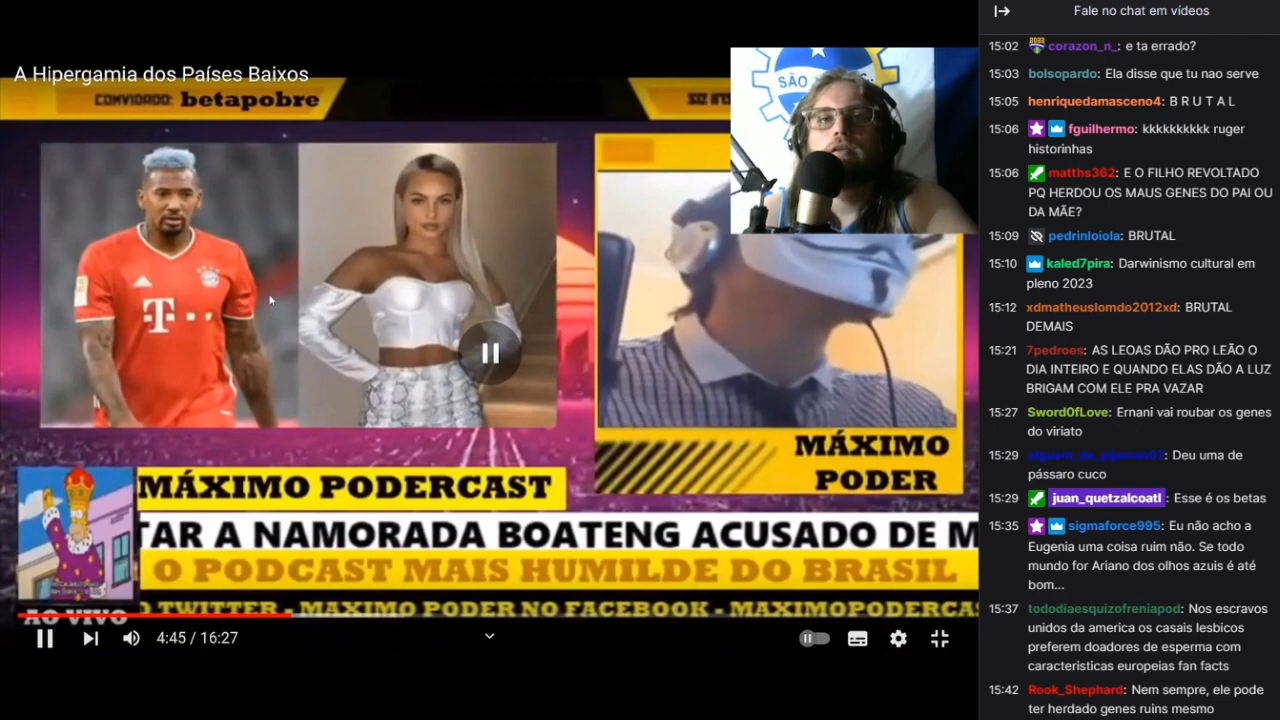 A Hipergamia dos Países Baixos
CONVIDADO: betapobre
SÃO
T
MÁXIMO
PODER
MÁXIMO PODERCAST
TAR A NAMORADA BOATENG ACUSADO DE M
O PODCAST MAIS HUMILDE DO BRASIL
AO VIVO
O TWITTER - MÁXIMO PODER NO FACEBOOK - MAXIMOPODERCAS
4:45 / 16:27
Fale no chat em vídeos
15:02 corazon_n_: e ta errado?
15:03 bolsopardo: Ela disse que tu nao serve
15:05 henriquedamasceno4: B R U T A L
15:06 fguilhermo: kkkkkkkkkk ruger
historinhas
15:06 matths362: E O FILHO REVOLTADO
PQ HERDOU OS MAUS GENES DO PAI OU
DA MÃE?
15:09 pedrinloiola: BRUTAL
15:10 kaled7pira: Darwinismo cultural em
pleno 2023
15:12 xdmatheuslomdo2012xd: BRUTAL
DEMAIS
15:21 7pedroes: AS LEOAS DÃO PRO LEÃO O
DIA INTEIRO E QUANDO ELAS DÃO A LUZ
BRIGAM COM ELE PRA VAZAR
15:27 SwordOfLove: Ernani vai roubar os genes
do viriato
15:29 : Deu uma de
pássaro cuco
15:29 juan_quetzalcoatl : Esse é os betas
15:35 sigmaforce995: Eu não acho a
Eugenia uma coisa ruim não. Se todo
mundo for Ariano dos olhos azuis é até
bom...
15:37 tododiaesquizofreniapod: Nos escravos
unidos da america os casais lesbicos
preferem doadores de esperma com
caracteristicas europeias fan facts
15:42 Rook_Shephard: Nem sempre, ele pode
ter herdado genes ruins mesmo